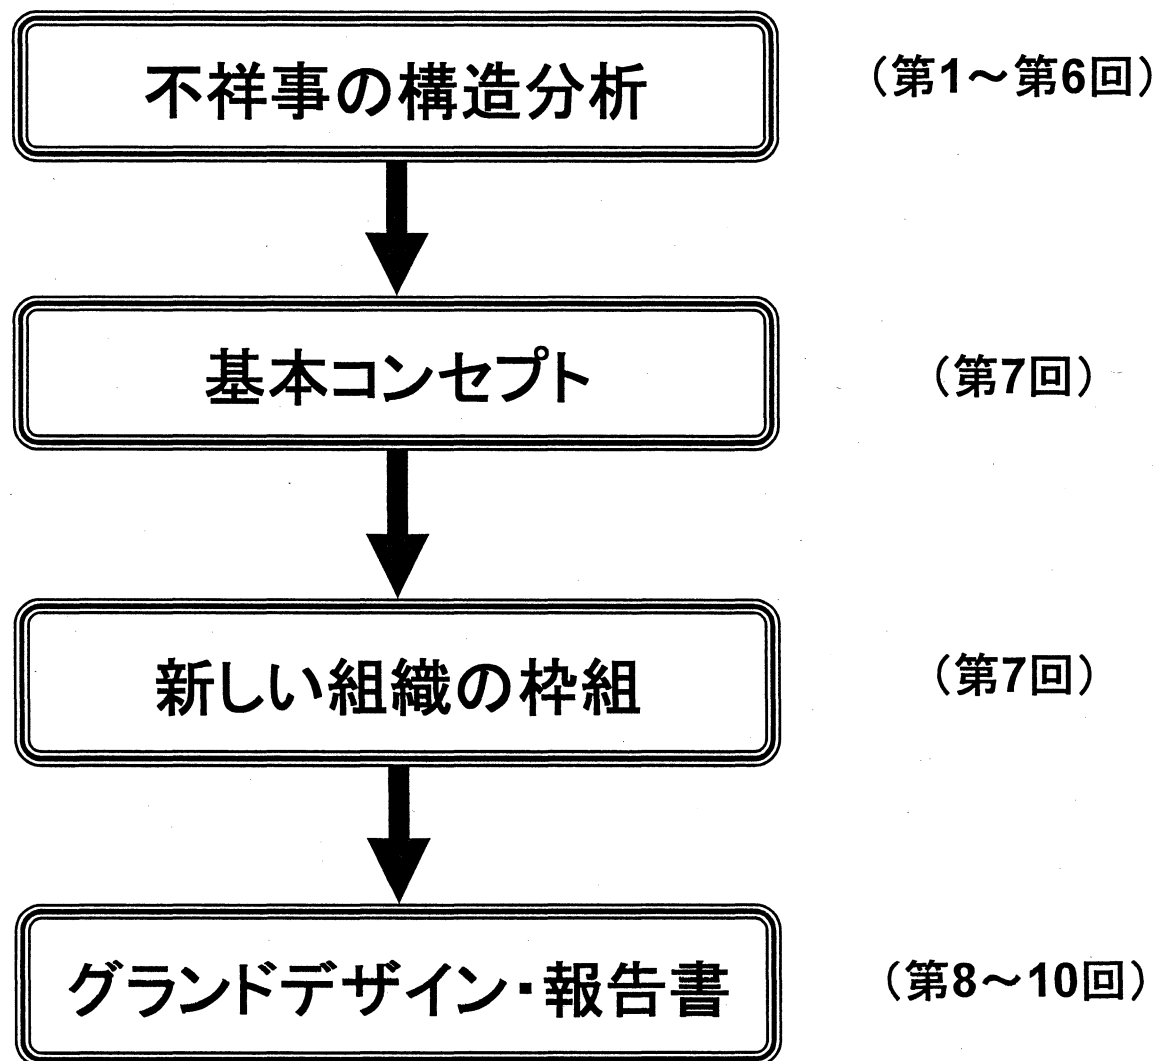 不祥事の構造分析 (第1～第6回)
基本コンセプト (第7回)
新しい組織の枠組 (第7回)
グランドデザイン・報告書 (第8～10回)